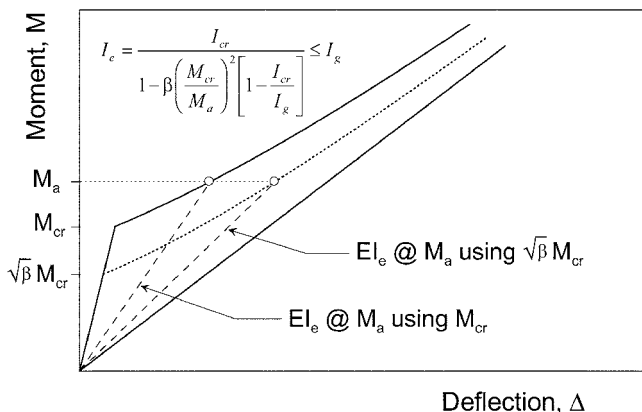 Moment, M
I_e = I_cr / (1 − β (M_cr / M_a)^2 [1 − I_cr / I_g]) ≤ I_g
M_a
M_cr
√β M_cr
EI_e @ M_a using √β M_cr
EI_e @ M_a using M_cr
Deflection, Δ